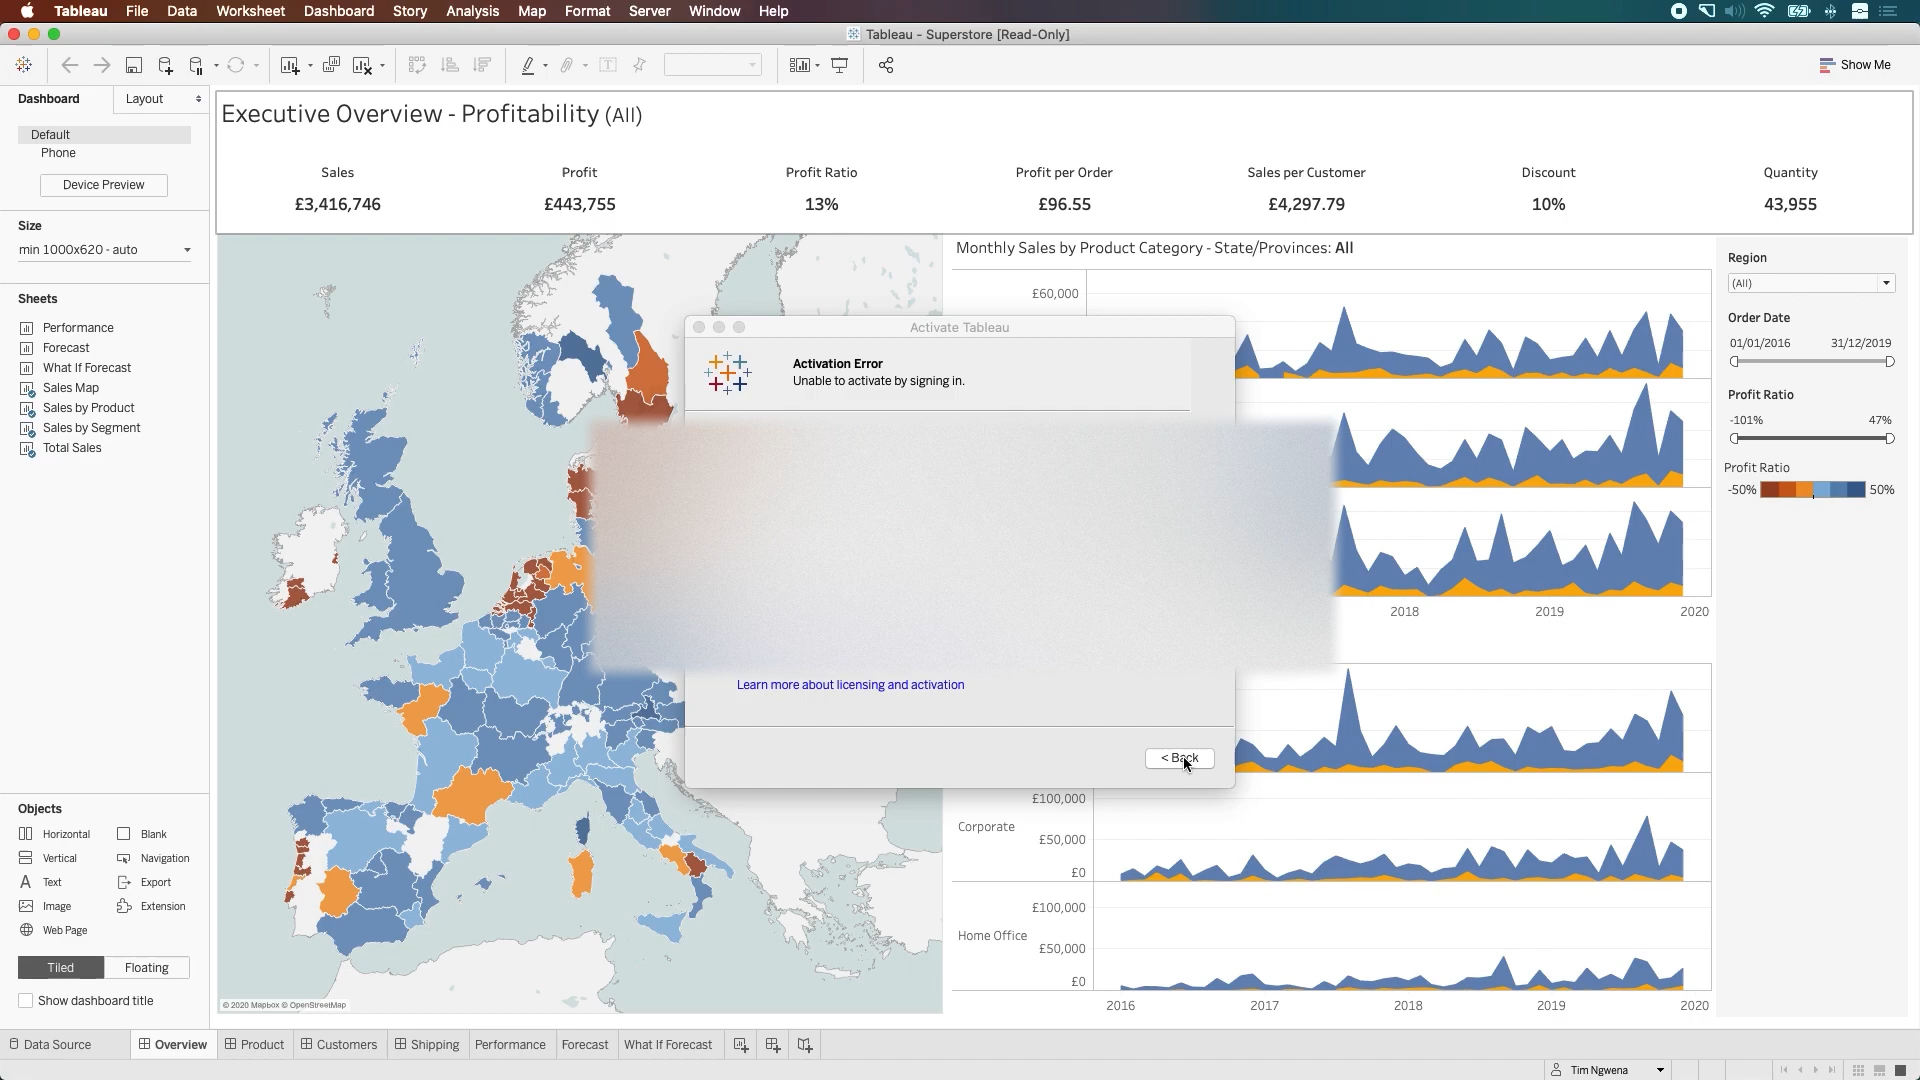 Tableau File Data Worksheet Dashboard Story Analysis Map Format Server Window Help
Tableau - Superstore [Read-Only]
Show Me
Dashboard Layout
Default
Phone
Device Preview
Size
min 1000x620 - auto
Sheets
Performance
Forecast
What If Forecast
Sales Map
Sales by Product
Sales by Segment
Total Sales
Objects
Horizontal Blank
Vertical Navigation
Text Export
Image Extension
Web Page
Tiled Floating
Show dashboard title
Executive Overview - Profitability (All)
Sales Profit Profit Ratio Profit per Order Sales per Customer Discount Quantity
£3,416,746 £443,755 13% £96.55 £4,297.79 10% 43,955
© 2020 Mapbox © OpenStreetMap
Monthly Sales by Product Category - State/Provinces: All
£60,000
2018 2019 2020
Activate Tableau
Activation Error
Unable to activate by signing in.
Learn more about licensing and activation
< Back
£100,000
Corporate
£50,000
£0
£100,000
Home Office
£50,000
£0
2016 2017 2018 2019 2020
Region
(All)
Order Date
01/01/2016 31/12/2019
Profit Ratio
-101% 47%
Profit Ratio
-50% 50%
Data Source Overview Product Customers Shipping Performance Forecast What If Forecast
Tim Ngwena